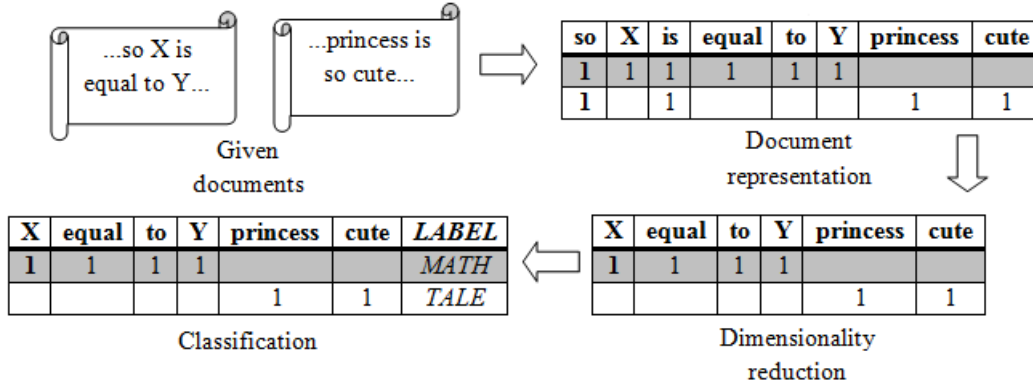 ...so X is
equal to Y...
...princess is
so cute...
Given
documents
so X is equal to Y princess cute
1 1 1 1 1 1
1 1 1 1
Document
representation
X equal to Y princess cute
1 1 1 1
1 1
Dimensionality
reduction
X equal to Y princess cute LABEL
1 1 1 1 MATH
1 1 TALE
Classification